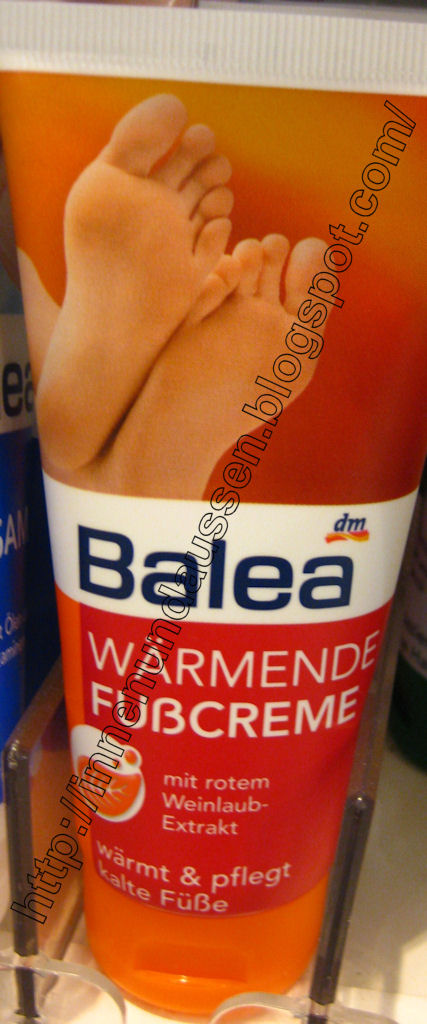 dm
Balea
WÄRMENDE
FUßCREME
mit rotem
Weinlaub-
Extrakt
wärmt & pflegt
kalte Füße
http://innenundaussen.blogspot.com/